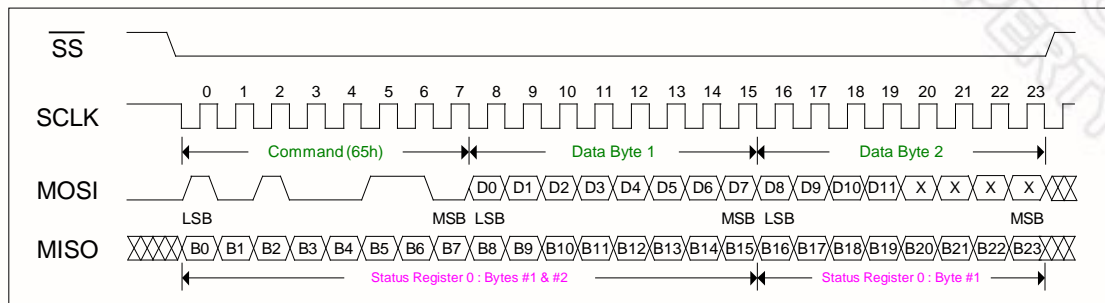 SS
0 1 2 3 4 5 6 7 8 9 10 11 12 13 14 15 16 17 18 19 20 21 22 23
SCLK
Command (65h) Data Byte 1 Data Byte 2
MOSI D0 D1 D2 D3 D4 D5 D6 D7 D8 D9 D10 D11 X X X X
LSB MSB LSB MSB LSB MSB
MISO B0 B1 B2 B3 B4 B5 B6 B7 B8 B9 B10 B11 B12 B13 B14 B15 B16 B17 B18 B19 B20 B21 B22 B23
Status Register 0 : Bytes #1 & #2 Status Register 0 : Byte #1